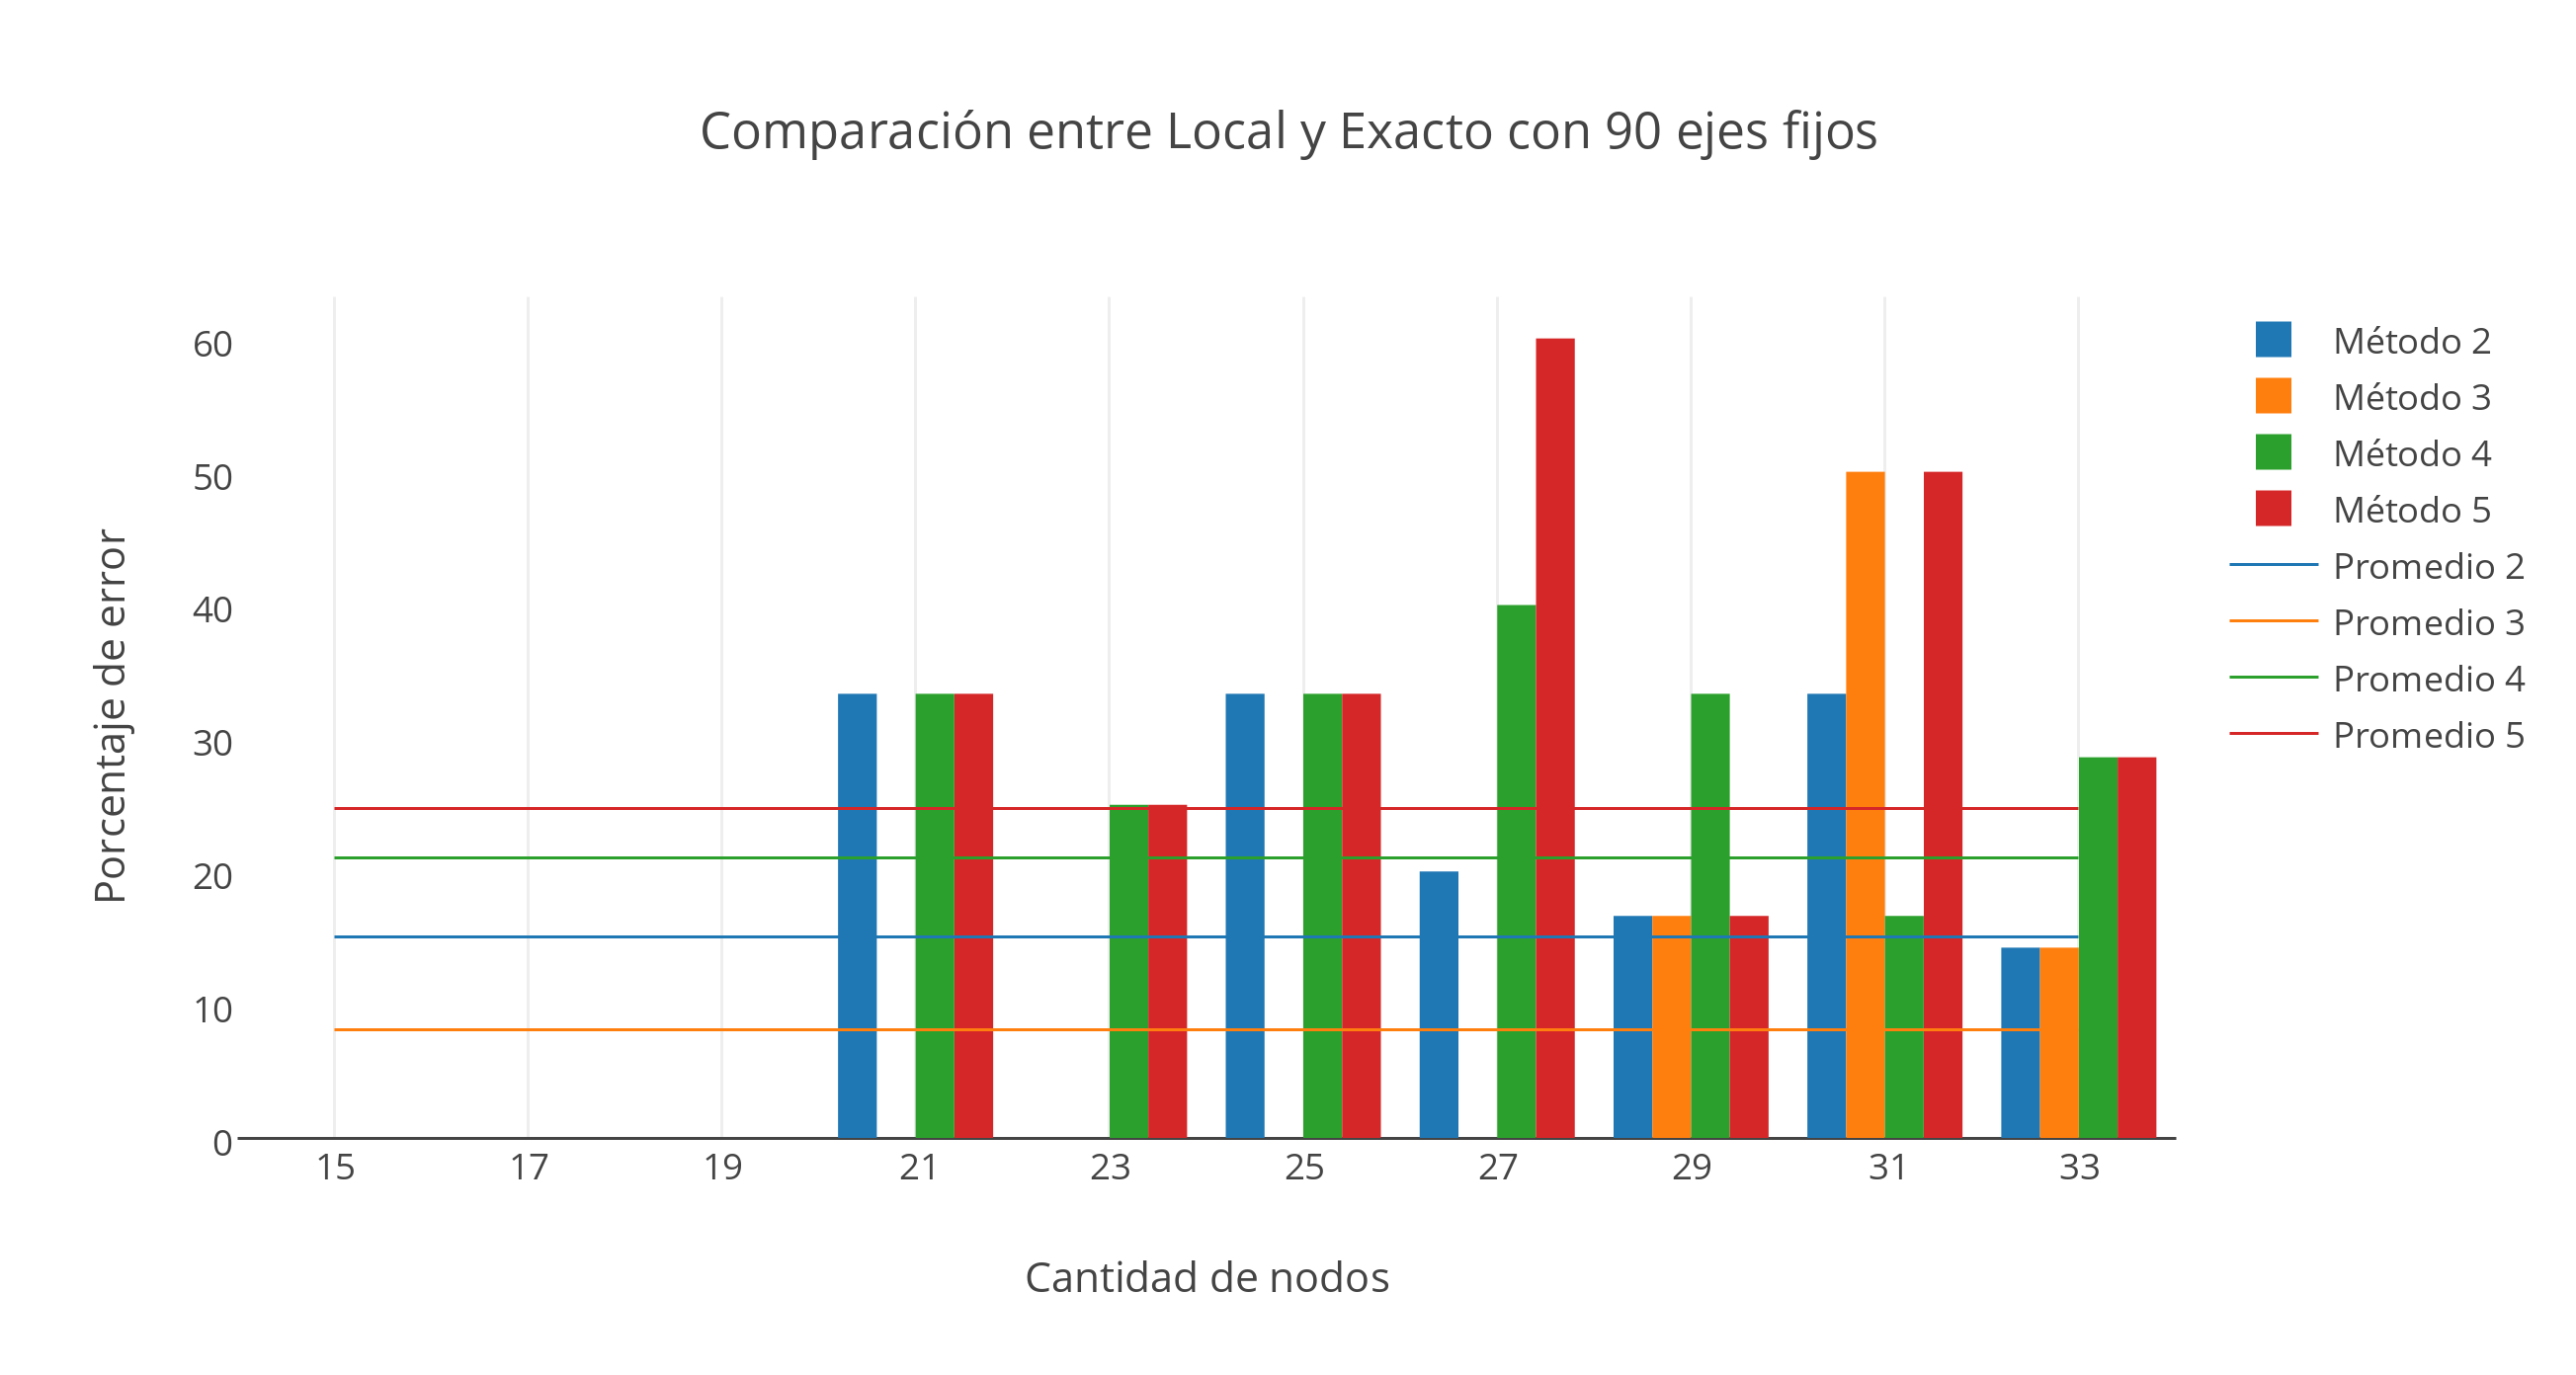 Comparación entre Local y Exacto con 90 ejes fijos
60
50
40
30
20
10
0
Porcentaje de error
15 17 19 21 23 25 27 29 31 33
Cantidad de nodos
Método 2
Método 3
Método 4
Método 5
Promedio 2
Promedio 3
Promedio 4
Promedio 5